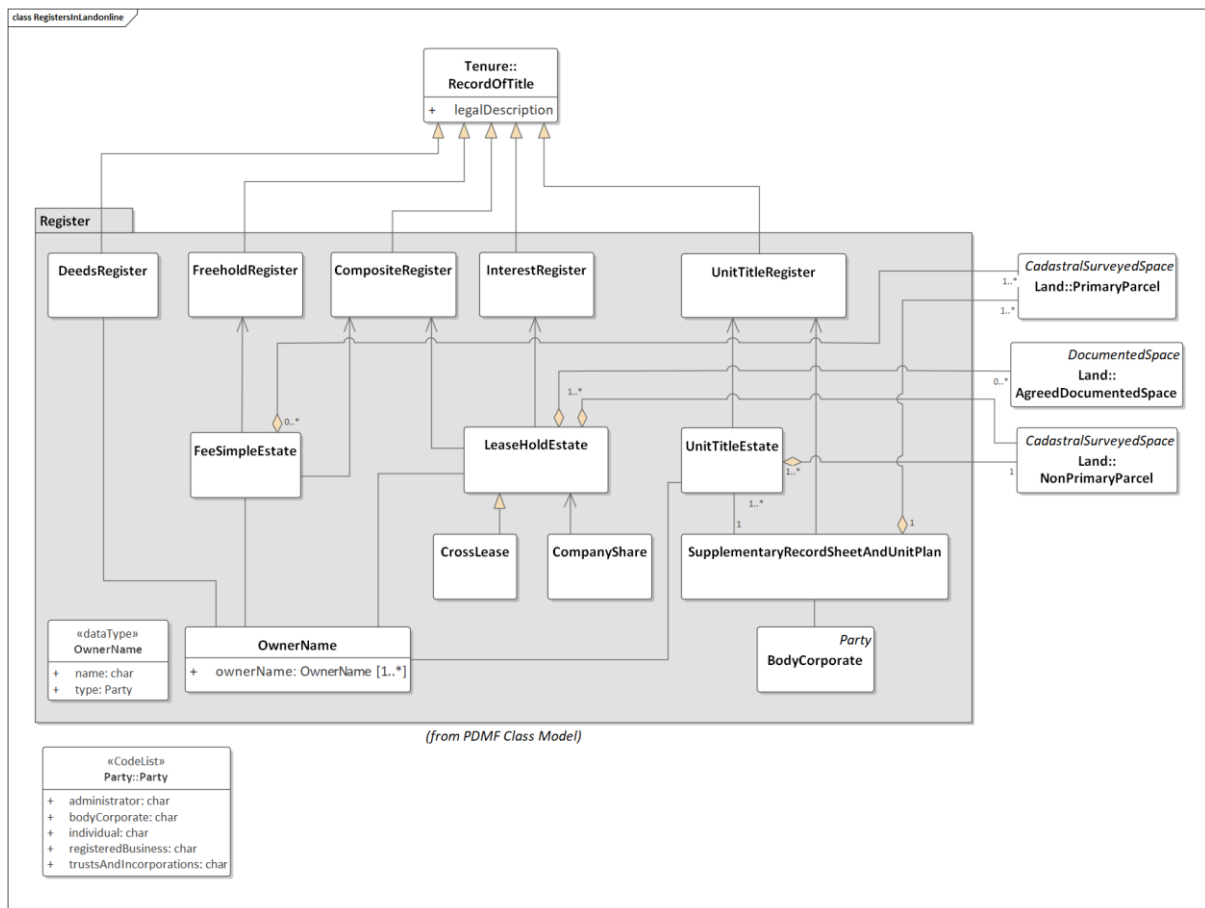 class RegistersInLandonline
Tenure::
RecordOfTitle
+ legalDescription
Register
DeedsRegister
FreeholdRegister
CompositeRegister
InterestRegister
UnitTitleRegister
CadastralSurveyedSpace
Land::PrimaryParcel
1..*
1..*
DocumentedSpace
Land::
AgreedDocumentedSpace
0..*
1..*
0..*
FeeSimpleEstate
LeaseHoldEstate
UnitTitleEstate
1..*
CadastralSurveyedSpace
Land::
NonPrimaryParcel
1
1..*
1
1
CrossLease
CompanyShare
SupplementaryRecordSheetAndUnitPlan
«dataType»
OwnerName
+ name: char
+ type: Party
OwnerName
+ ownerName: OwnerName [1..*]
Party
BodyCorporate
(from PDMF Class Model)
«CodeList»
Party::Party
+ administrator: char
+ bodyCorporate: char
+ individual: char
+ registeredBusiness: char
+ trustsAndIncorporations: char